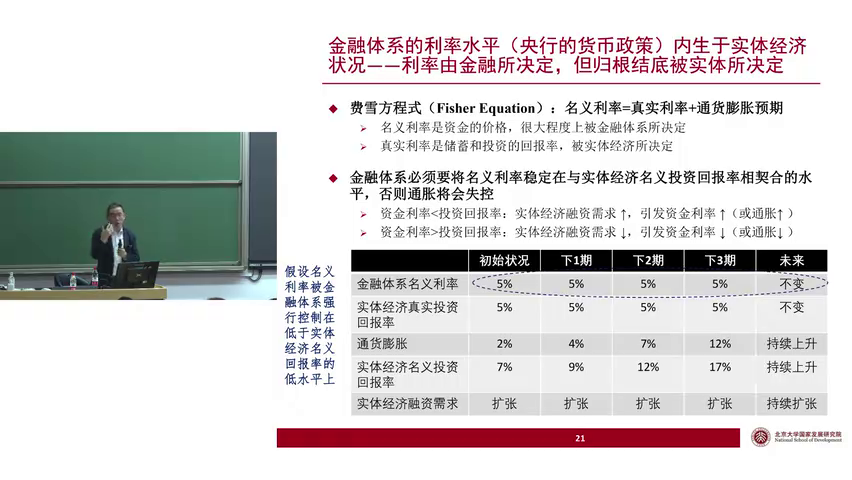 金融体系的利率水平（央行的货币政策）内生于实体经济
状况——利率由金融所决定，但归根结底被实体所决定
费雪方程式（Fisher Equation）：名义利率=真实利率+通货膨胀预期
名义利率是资金的价格，很大程度上被金融体系所决定
真实利率是储蓄和投资的回报率，被实体经济所决定
金融体系必须要将名义利率稳定在与实体经济名义投资回报率相契合的水
平，否则通胀将会失控
资金利率<投资回报率：实体经济融资需求 ↑，引发资金利率 ↑（或通胀↑ ）
资金利率>投资回报率：实体经济融资需求 ↓，引发资金利率 ↓（或通胀↓ ）
假设名义
利率被金
融体系强
行控制在
低于实体
经济名义
回报率的
低水平上
初始状况 下1期 下2期 下3期 未来
金融体系名义利率 5% 5% 5% 5% 不变
实体经济真实投资
回报率 5% 5% 5% 5% 不变
通货膨胀 2% 4% 7% 12% 持续上升
实体经济名义投资
回报率 7% 9% 12% 17% 持续上升
实体经济融资需求 扩张 扩张 扩张 扩张 持续扩张
21
北京大学国家发展研究院
National School of Development